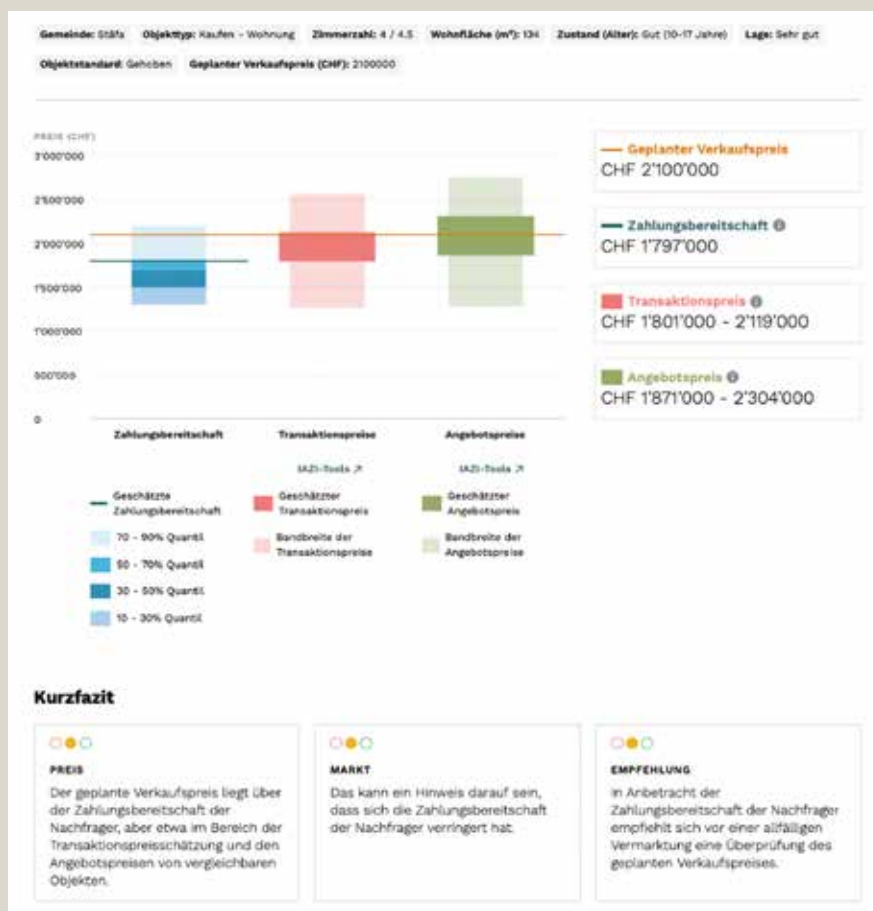 Gemeinde: Stäfa Objekttyp: Kaufen – Wohnung Zimmerzahl: 4 / 4.5 Wohnfläche (m²): 134 Zustand (Alter): Gut (10-17 Jahre) Lage: Sehr gut
Objektstandard: Gehoben Geplanter Verkaufspreis (CHF): 2100000
PREIS (CHF)
3'000'000
2'500'000
2'000'000
1'500'000
1'000'000
500'000
0
Zahlungsbereitschaft Transaktionspreise Angebotspreise
IAZI-Tools ↗ IAZI-Tools ↗
Geschätzte
Zahlungsbereitschaft
70 - 90% Quantil
50 - 70% Quantil
30 - 50% Quantil
10 - 30% Quantil
Geschätzter
Transaktionspreis
Bandbreite der
Transaktionspreise
Geschätzter
Angebotspreis
Bandbreite der
Angebotspreise
Geplanter Verkaufspreis
CHF 2'100'000
Zahlungsbereitschaft
CHF 1'797'000
Transaktionspreis
CHF 1'801'000 - 2'119'000
Angebotspreis
CHF 1'871'000 - 2'304'000
Kurzfazit
PREIS
Der geplante Verkaufspreis liegt über
der Zahlungsbereitschaft der
Nachfrager, aber etwa im Bereich der
Transaktionspreisschätzung und den
Angebotspreisen von vergleichbaren
Objekten.
MARKT
Das kann ein Hinweis darauf sein,
dass sich die Zahlungsbereitschaft
der Nachfrager verringert hat.
EMPFEHLUNG
In Anbetracht der
Zahlungsbereitschaft der Nachfrager
empfiehlt sich vor einer allfälligen
Vermarktung eine Überprüfung des
geplanten Verkaufspreises.